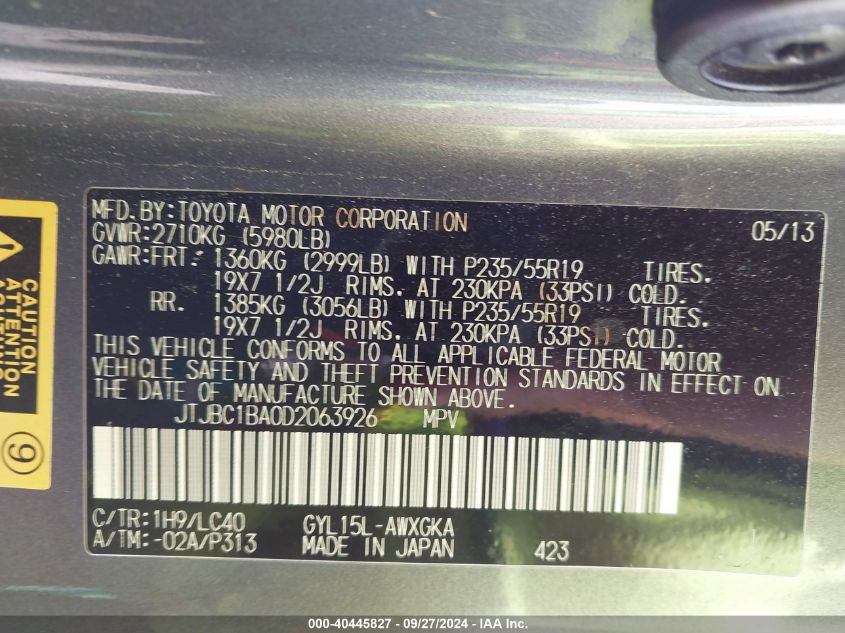 MFD.BY:TOYOTA MOTOR CORPORATION 05/13
GVWR:2710KG (5980LB)
GAWR:FRT. 1360KG (2999LB) WITH P235/55R19 TIRES.
19X7 1/2J RIMS. AT 230KPA (33PSI) COLD.
RR. 1385KG (3056LB) WITH P235/55R19 TIRES.
19X7 1/2J RIMS. AT 230KPA (33PSI) COLD.
THIS VEHICLE CONFORMS TO ALL APPLICABLE FEDERAL MOTOR
VEHICLE SAFETY AND THEFT PREVENTION STANDARDS IN EFFECT ON
THE DATE OF MANUFACTURE SHOWN ABOVE.
JTJBC1BA0D2063926 MPV
C/TR:1H9/LC40 GYL15L-AWXGKA
A/TM:-02A/P313 MADE IN JAPAN 423
CAUTION
ATTENTION
9
000-40445827 - 09/27/2024 - IAA Inc.